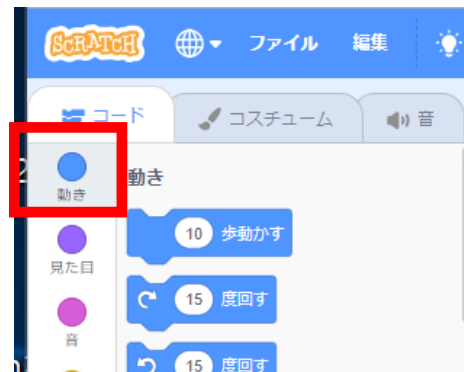 SCRATCH ファイル 編集
コード コスチューム 音
動き
動き
10 歩動かす
見た目
15 度回す
音
15 度回す